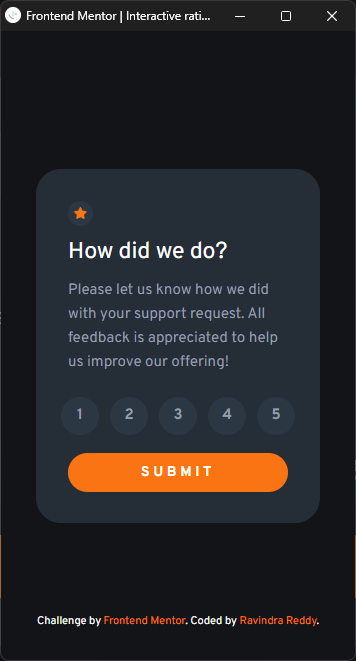 Frontend Mentor | Interactive rati...
How did we do?
Please let us know how we did
with your support request. All
feedback is appreciated to help
us improve our offering!
1 2 3 4 5
SUBMIT
Challenge by Frontend Mentor. Coded by Ravindra Reddy.